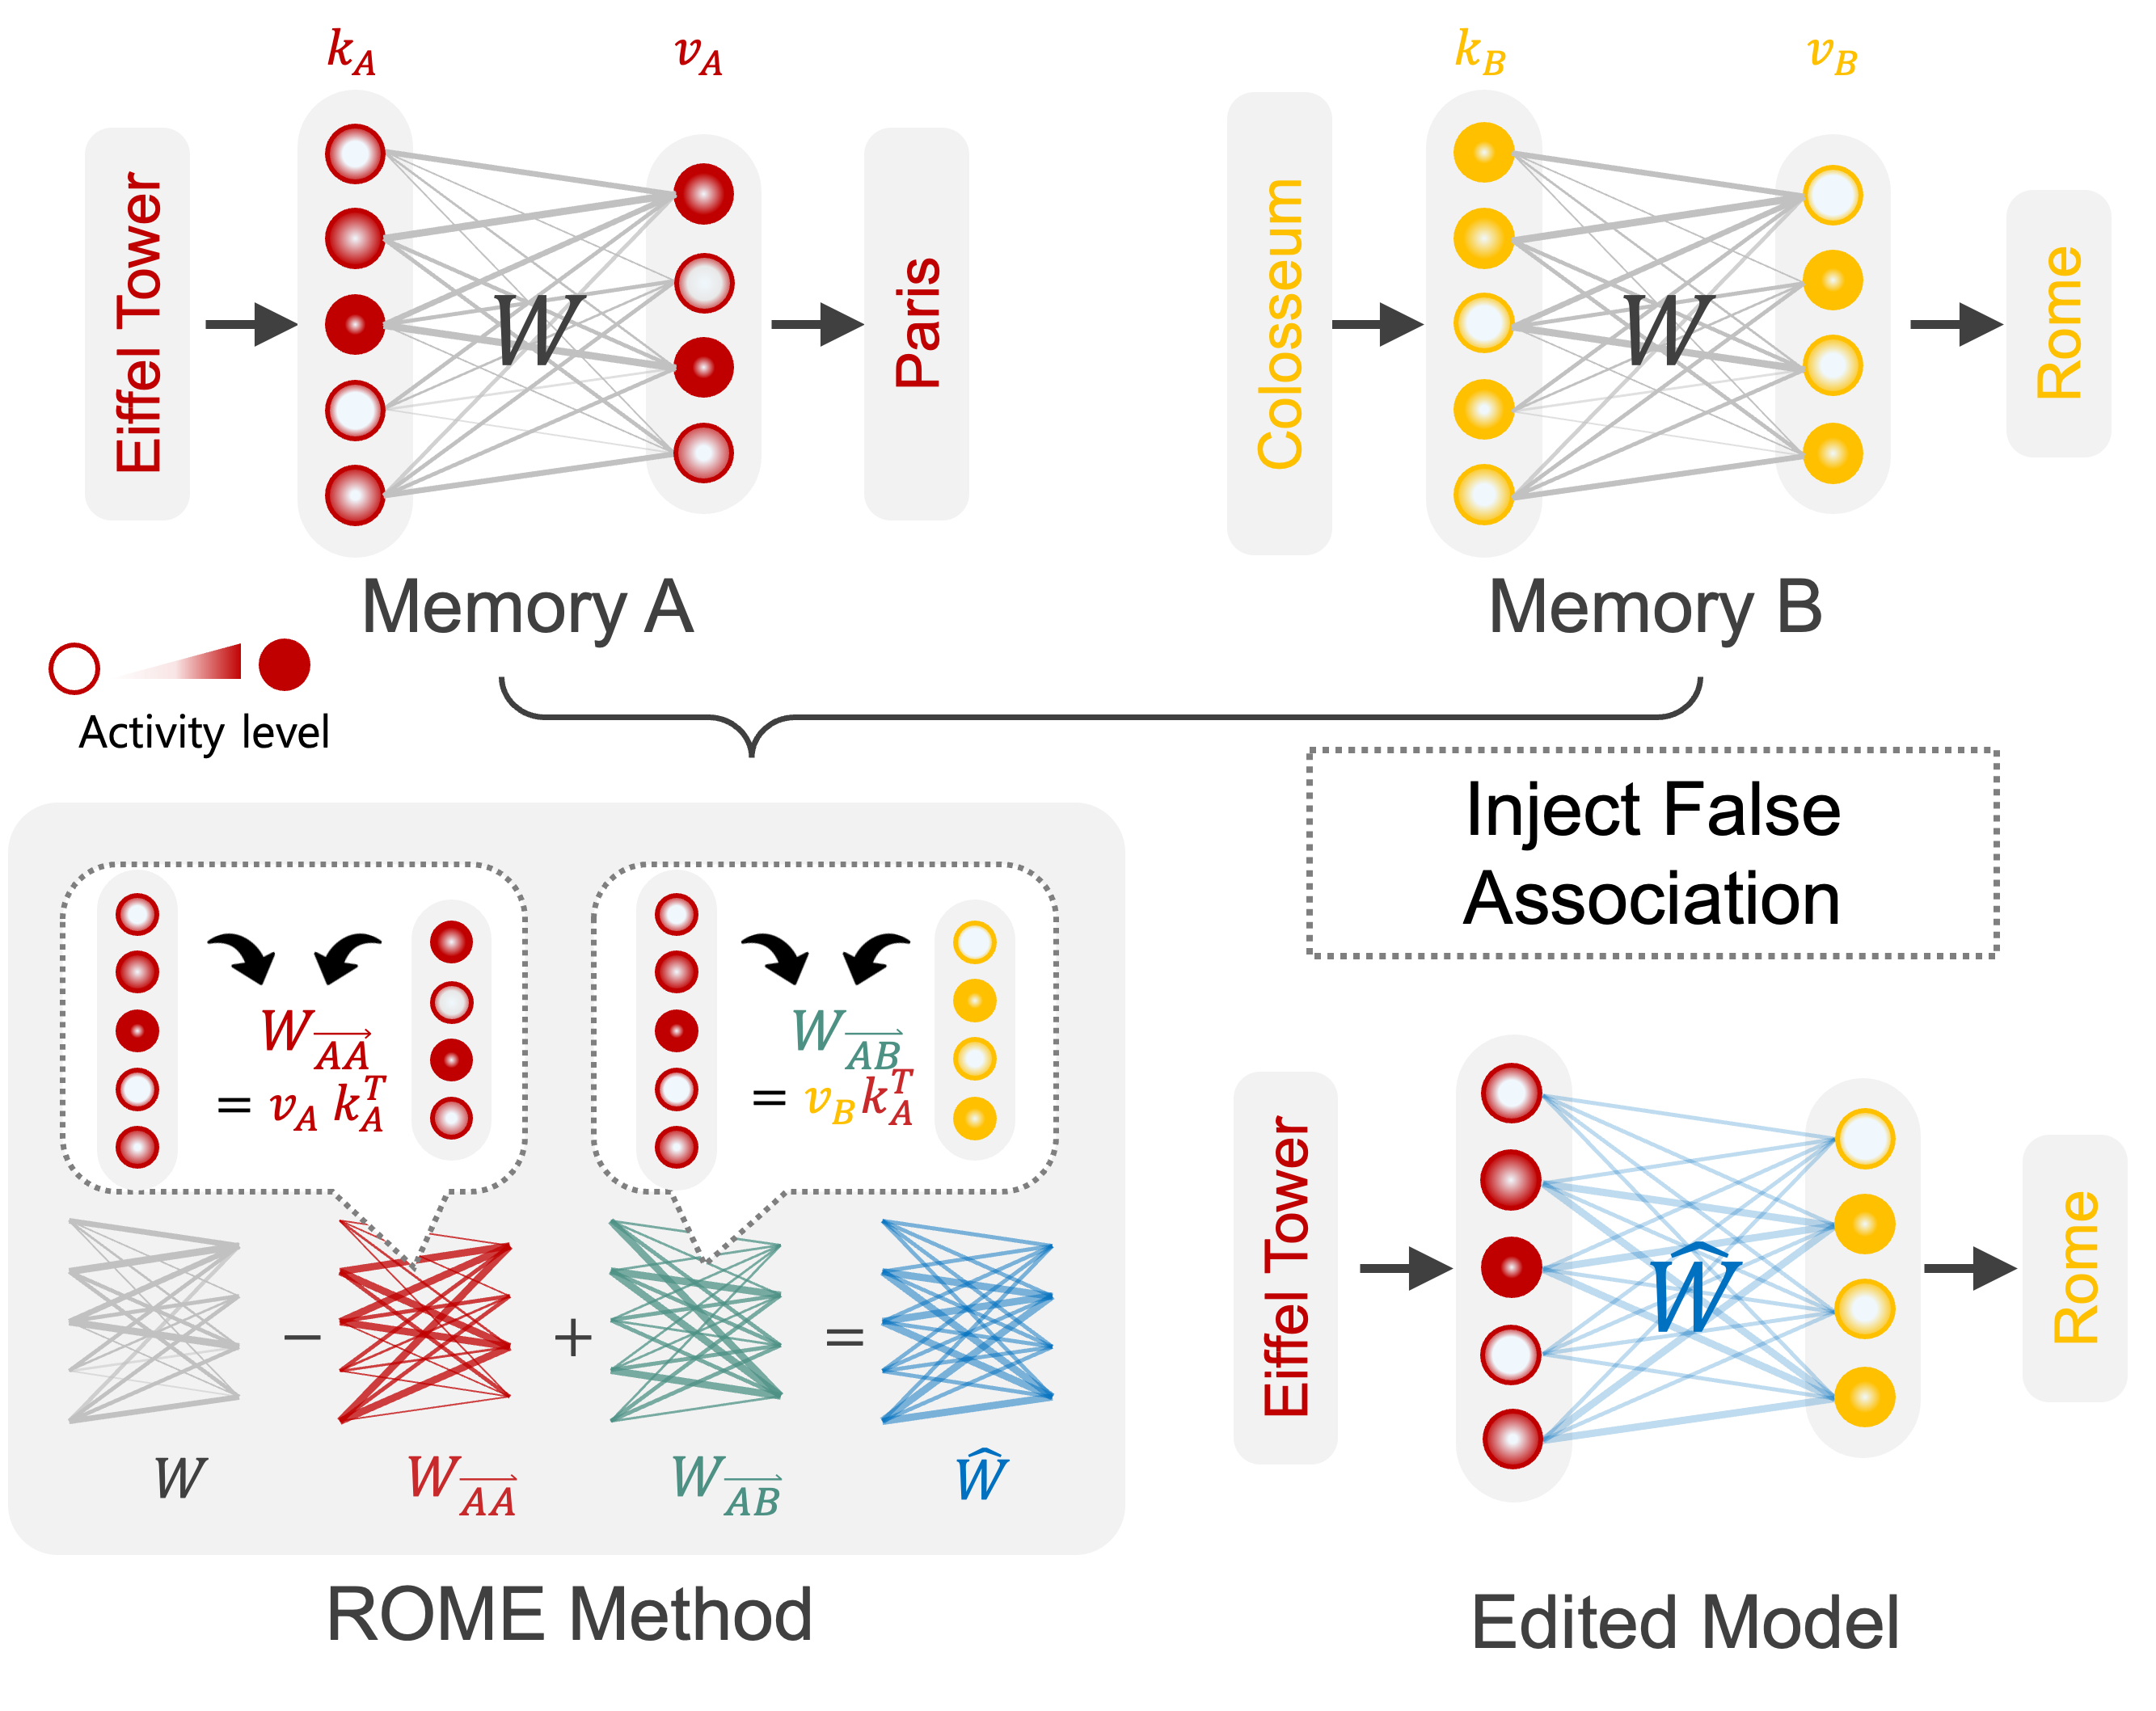 k_A
v_A
Eiffel Tower
W
Paris
Memory A
k_B
v_B
Colosseum
W
Rome
Memory B
Activity level
Inject False
Association
W_{\overrightarrow{AA}}
= v_A k_A^T
W_{\overrightarrow{AB}}
= v_B k_A^T
− + =
W
W_{\overrightarrow{AA}}
W_{\overrightarrow{AB}}
\hat{W}
ROME Method
Eiffel Tower
\hat{W}
Rome
Edited Model